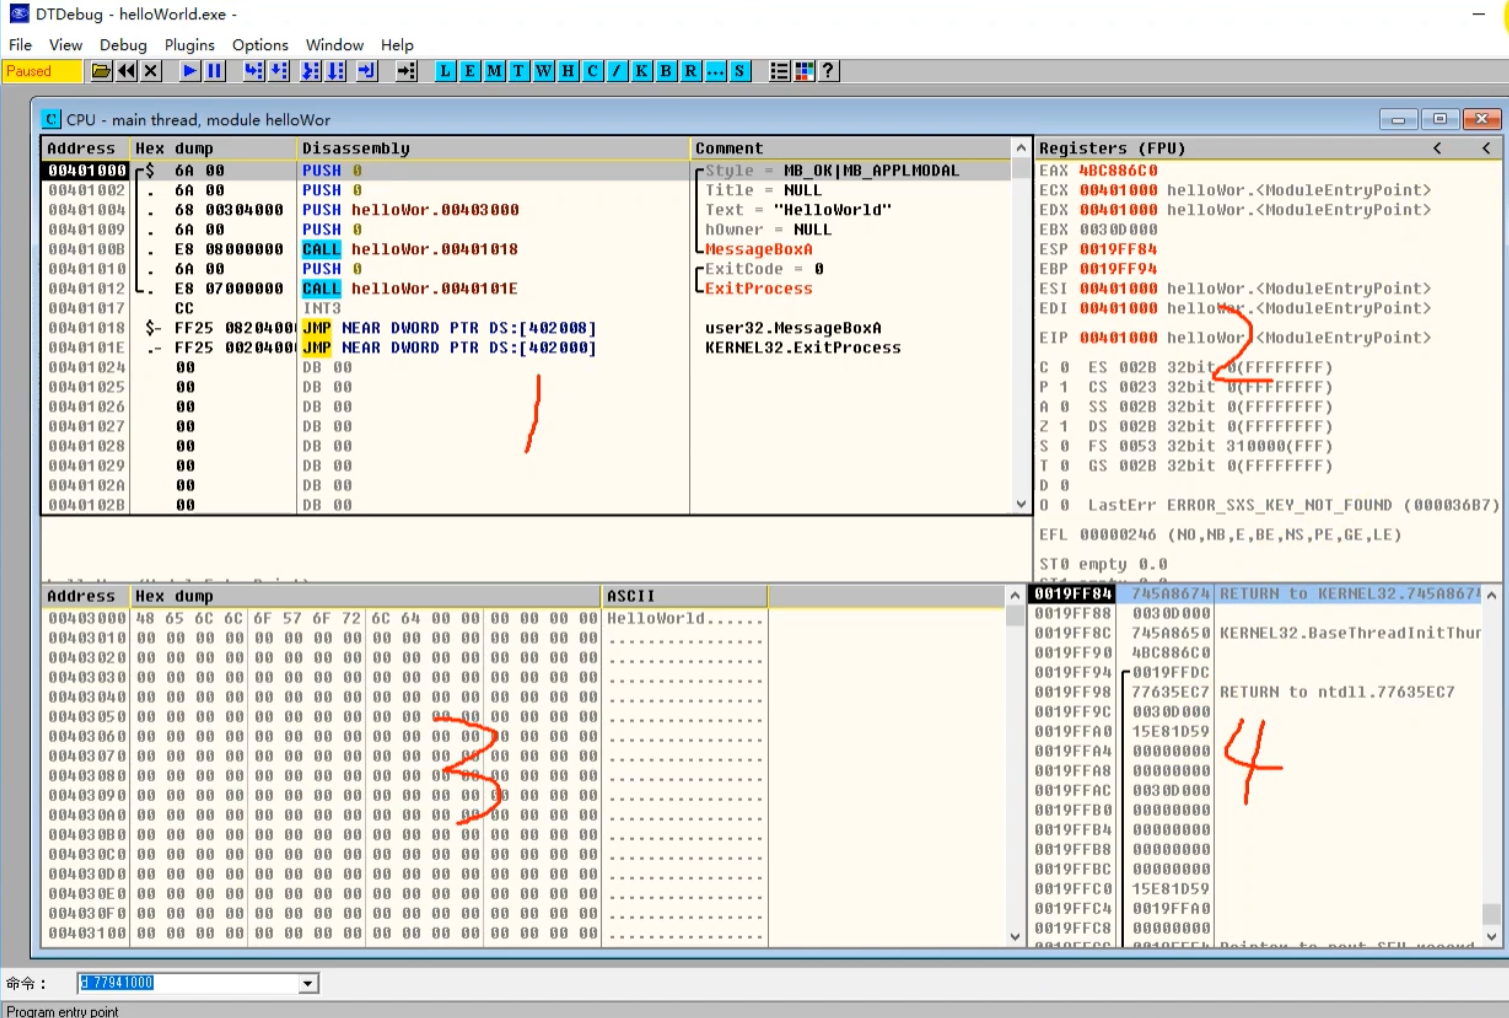 DTDebug - helloWorld.exe -
File View Debug Plugins Options Window Help
Paused L E M T W H C / K B R ... S ?
C CPU - main thread, module helloWor
Address Hex dump Disassembly Comment
00401000 $ 6A 00 PUSH 0 Style = MB_OK|MB_APPLMODAL
00401002 . 6A 00 PUSH 0 Title = NULL
00401004 . 68 00304000 PUSH helloWor.00403000 Text = "HelloWorld"
00401009 . 6A 00 PUSH 0 hOwner = NULL
0040100B . E8 08000000 CALL helloWor.00401018 MessageBoxA
00401010 . 6A 00 PUSH 0 ExitCode = 0
00401012 . E8 07000000 CALL helloWor.0040101E ExitProcess
00401017 CC INT3
00401018 $- FF25 08204000 JMP NEAR DWORD PTR DS:[402008] user32.MessageBoxA
0040101E .- FF25 00204000 JMP NEAR DWORD PTR DS:[402000] KERNEL32.ExitProcess
00401024 00 DB 00
00401025 00 DB 00
00401026 00 DB 00
00401027 00 DB 00
00401028 00 DB 00
00401029 00 DB 00
0040102A 00 DB 00
0040102B 00 DB 00
1
Registers (FPU) < <
EAX 4BC886C0
ECX 00401000 helloWor.<ModuleEntryPoint>
EDX 00401000 helloWor.<ModuleEntryPoint>
EBX 0030D000
ESP 0019FF84
EBP 0019FF94
ESI 00401000 helloWor.<ModuleEntryPoint>
EDI 00401000 helloWor.<ModuleEntryPoint>
EIP 00401000 helloWor.<ModuleEntryPoint>
C 0 ES 002B 32bit 0(FFFFFFFF)
P 1 CS 0023 32bit 0(FFFFFFFF)
A 0 SS 002B 32bit 0(FFFFFFFF)
Z 1 DS 002B 32bit 0(FFFFFFFF)
S 0 FS 0053 32bit 310000(FFF)
T 0 GS 002B 32bit 0(FFFFFFFF)
D 0
O 0 LastErr ERROR_SXS_KEY_NOT_FOUND (000036B7)
EFL 00000246 (NO,NB,E,BE,NS,PE,GE,LE)
ST0 empty 0.0
2
Address Hex dump ASCII
00403000 48 65 6C 6C 6F 57 6F 72 6C 64 00 00 00 00 00 00 HelloWorld......
00403010 00 00 00 00 00 00 00 00 00 00 00 00 00 00 00 00 ................
00403020 00 00 00 00 00 00 00 00 00 00 00 00 00 00 00 00 ................
00403030 00 00 00 00 00 00 00 00 00 00 00 00 00 00 00 00 ................
00403040 00 00 00 00 00 00 00 00 00 00 00 00 00 00 00 00 ................
00403050 00 00 00 00 00 00 00 00 00 00 00 00 00 00 00 00 ................
00403060 00 00 00 00 00 00 00 00 00 00 00 00 00 00 00 00 ................
00403070 00 00 00 00 00 00 00 00 00 00 00 00 00 00 00 00 ................
00403080 00 00 00 00 00 00 00 00 00 00 00 00 00 00 00 00 ................
00403090 00 00 00 00 00 00 00 00 00 00 00 00 00 00 00 00 ................
004030A0 00 00 00 00 00 00 00 00 00 00 00 00 00 00 00 00 ................
004030B0 00 00 00 00 00 00 00 00 00 00 00 00 00 00 00 00 ................
004030C0 00 00 00 00 00 00 00 00 00 00 00 00 00 00 00 00 ................
004030D0 00 00 00 00 00 00 00 00 00 00 00 00 00 00 00 00 ................
004030E0 00 00 00 00 00 00 00 00 00 00 00 00 00 00 00 00 ................
004030F0 00 00 00 00 00 00 00 00 00 00 00 00 00 00 00 00 ................
00403100 00 00 00 00 00 00 00 00 00 00 00 00 00 00 00 00 ................
3
0019FF84 745A8674 RETURN to KERNEL32.745A8674
0019FF88 0030D000
0019FF8C 745A8650 KERNEL32.BaseThreadInitThun
0019FF90 4BC886C0
0019FF94 0019FFDC
0019FF98 77635EC7 RETURN to ntdll.77635EC7
0019FF9C 0030D000
0019FFA0 15E81D59
0019FFA4 00000000
0019FFA8 00000000
0019FFAC 0030D000
0019FFB0 00000000
0019FFB4 00000000
0019FFB8 00000000
0019FFBC 00000000
0019FFC0 15E81D59
0019FFC4 0019FFA0
0019FFC8 00000000
4
命令： d 77941000
Program entry point